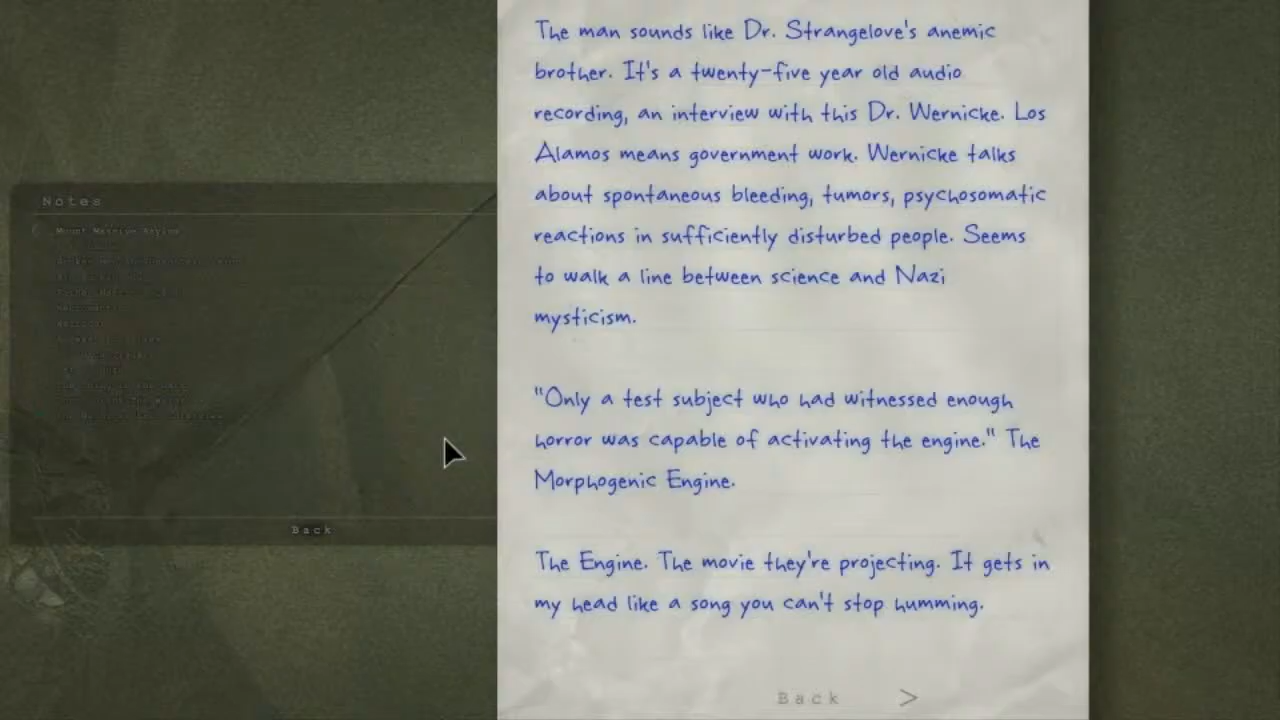 Notes
Mount Massive Asylum
Back
The man sounds like Dr. Strangelove's anemic
brother. It's a twenty-five year old audio
recording, an interview with this Dr. Wernicke. Los
Alamos means government work. Wernicke talks
about spontaneous bleeding, tumors, psychosomatic
reactions in sufficiently disturbed people. Seems
to walk a line between science and Nazi
mysticism.
"Only a test subject who had witnessed enough
horror was capable of activating the engine." The
Morphogenic Engine.
The Engine. The movie they're projecting. It gets in
my head like a song you can't stop humming.
Back >